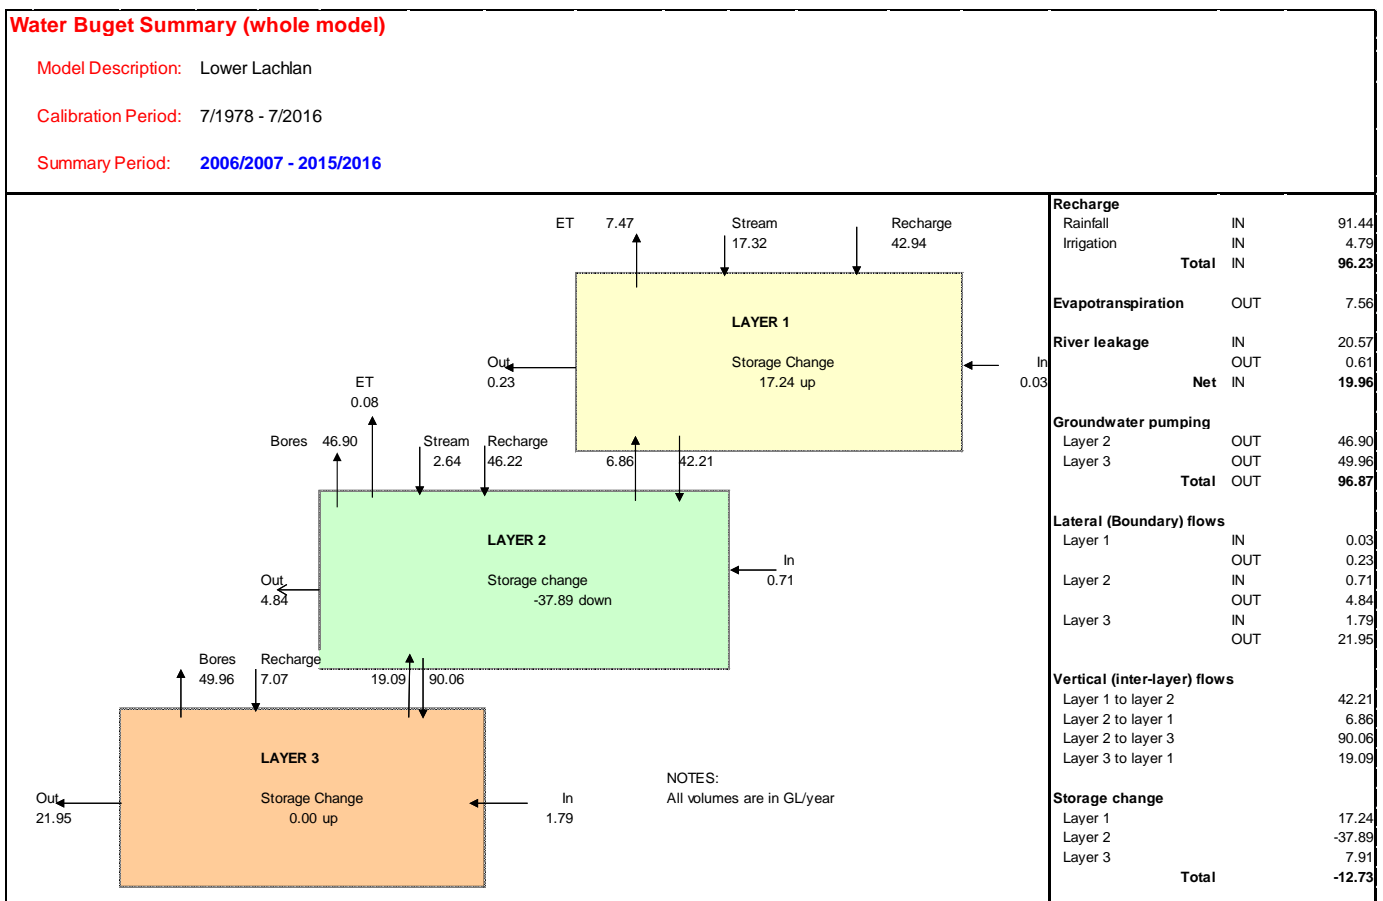 Water Buget Summary (whole model)
Model Description: Lower Lachlan
Calibration Period: 7/1978 - 7/2016
Summary Period: 2006/2007 - 2015/2016
ET 7.47 Stream Recharge
17.32 42.94
LAYER 1
Out Storage Change In
0.23 17.24 up 0.03
ET
0.08
Bores 46.90 Stream Recharge
2.64 46.22 6.86 42.21
LAYER 2
In
Out Storage change 0.71
4.84 -37.89 down
Bores Recharge
49.96 7.07 19.09 90.06
LAYER 3
NOTES:
Out Storage Change In All volumes are in GL/year
21.95 0.00 up 1.79
Recharge
Rainfall IN 91.44
Irrigation IN 4.79
Total IN 96.23
Evapotranspiration OUT 7.56
River leakage IN 20.57
OUT 0.61
Net IN 19.96
Groundwater pumping
Layer 2 OUT 46.90
Layer 3 OUT 49.96
Total OUT 96.87
Lateral (Boundary) flows
Layer 1 IN 0.03
OUT 0.23
Layer 2 IN 0.71
OUT 4.84
Layer 3 IN 1.79
OUT 21.95
Vertical (inter-layer) flows
Layer 1 to layer 2 42.21
Layer 2 to layer 1 6.86
Layer 2 to layer 3 90.06
Layer 3 to layer 1 19.09
Storage change
Layer 1 17.24
Layer 2 -37.89
Layer 3 7.91
Total -12.73